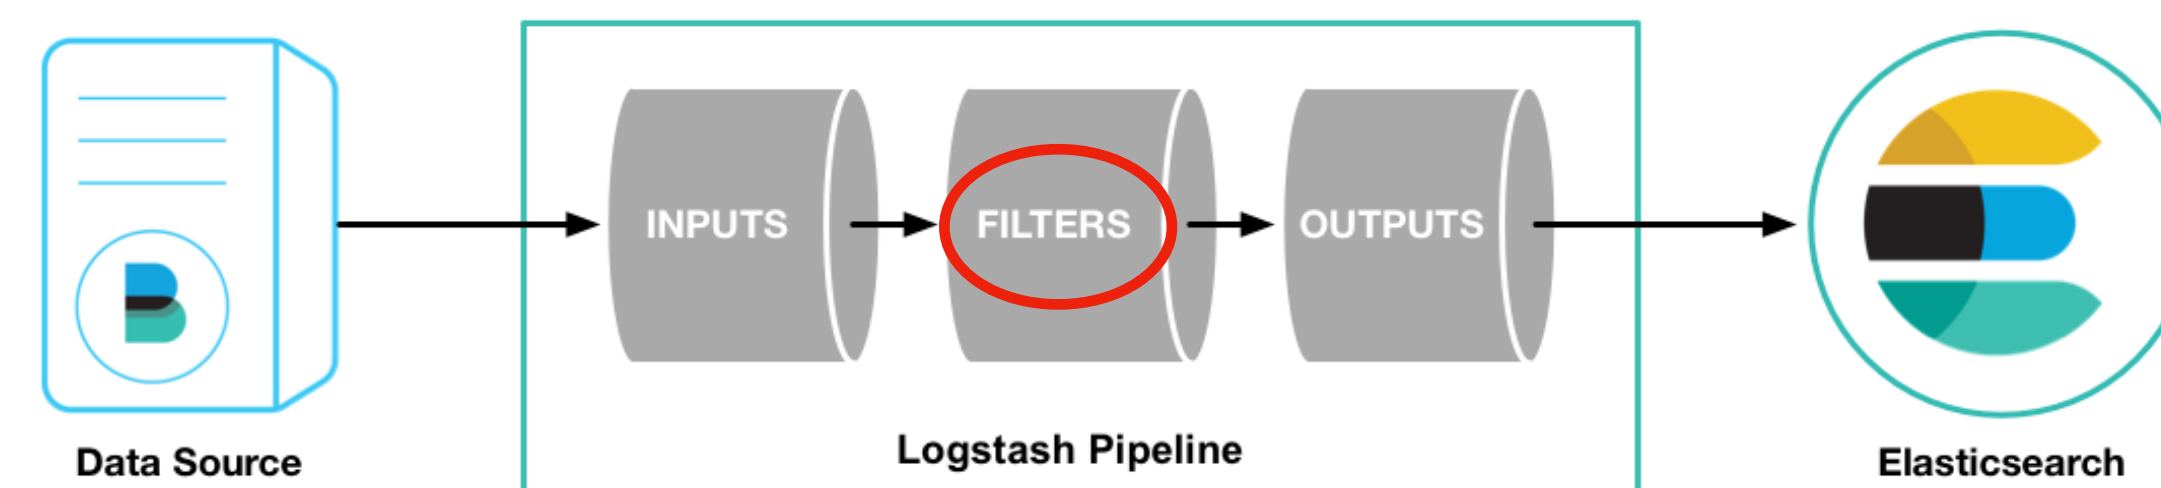 INPUTS
FILTERS
OUTPUTS
Logstash Pipeline
Data Source
Elasticsearch